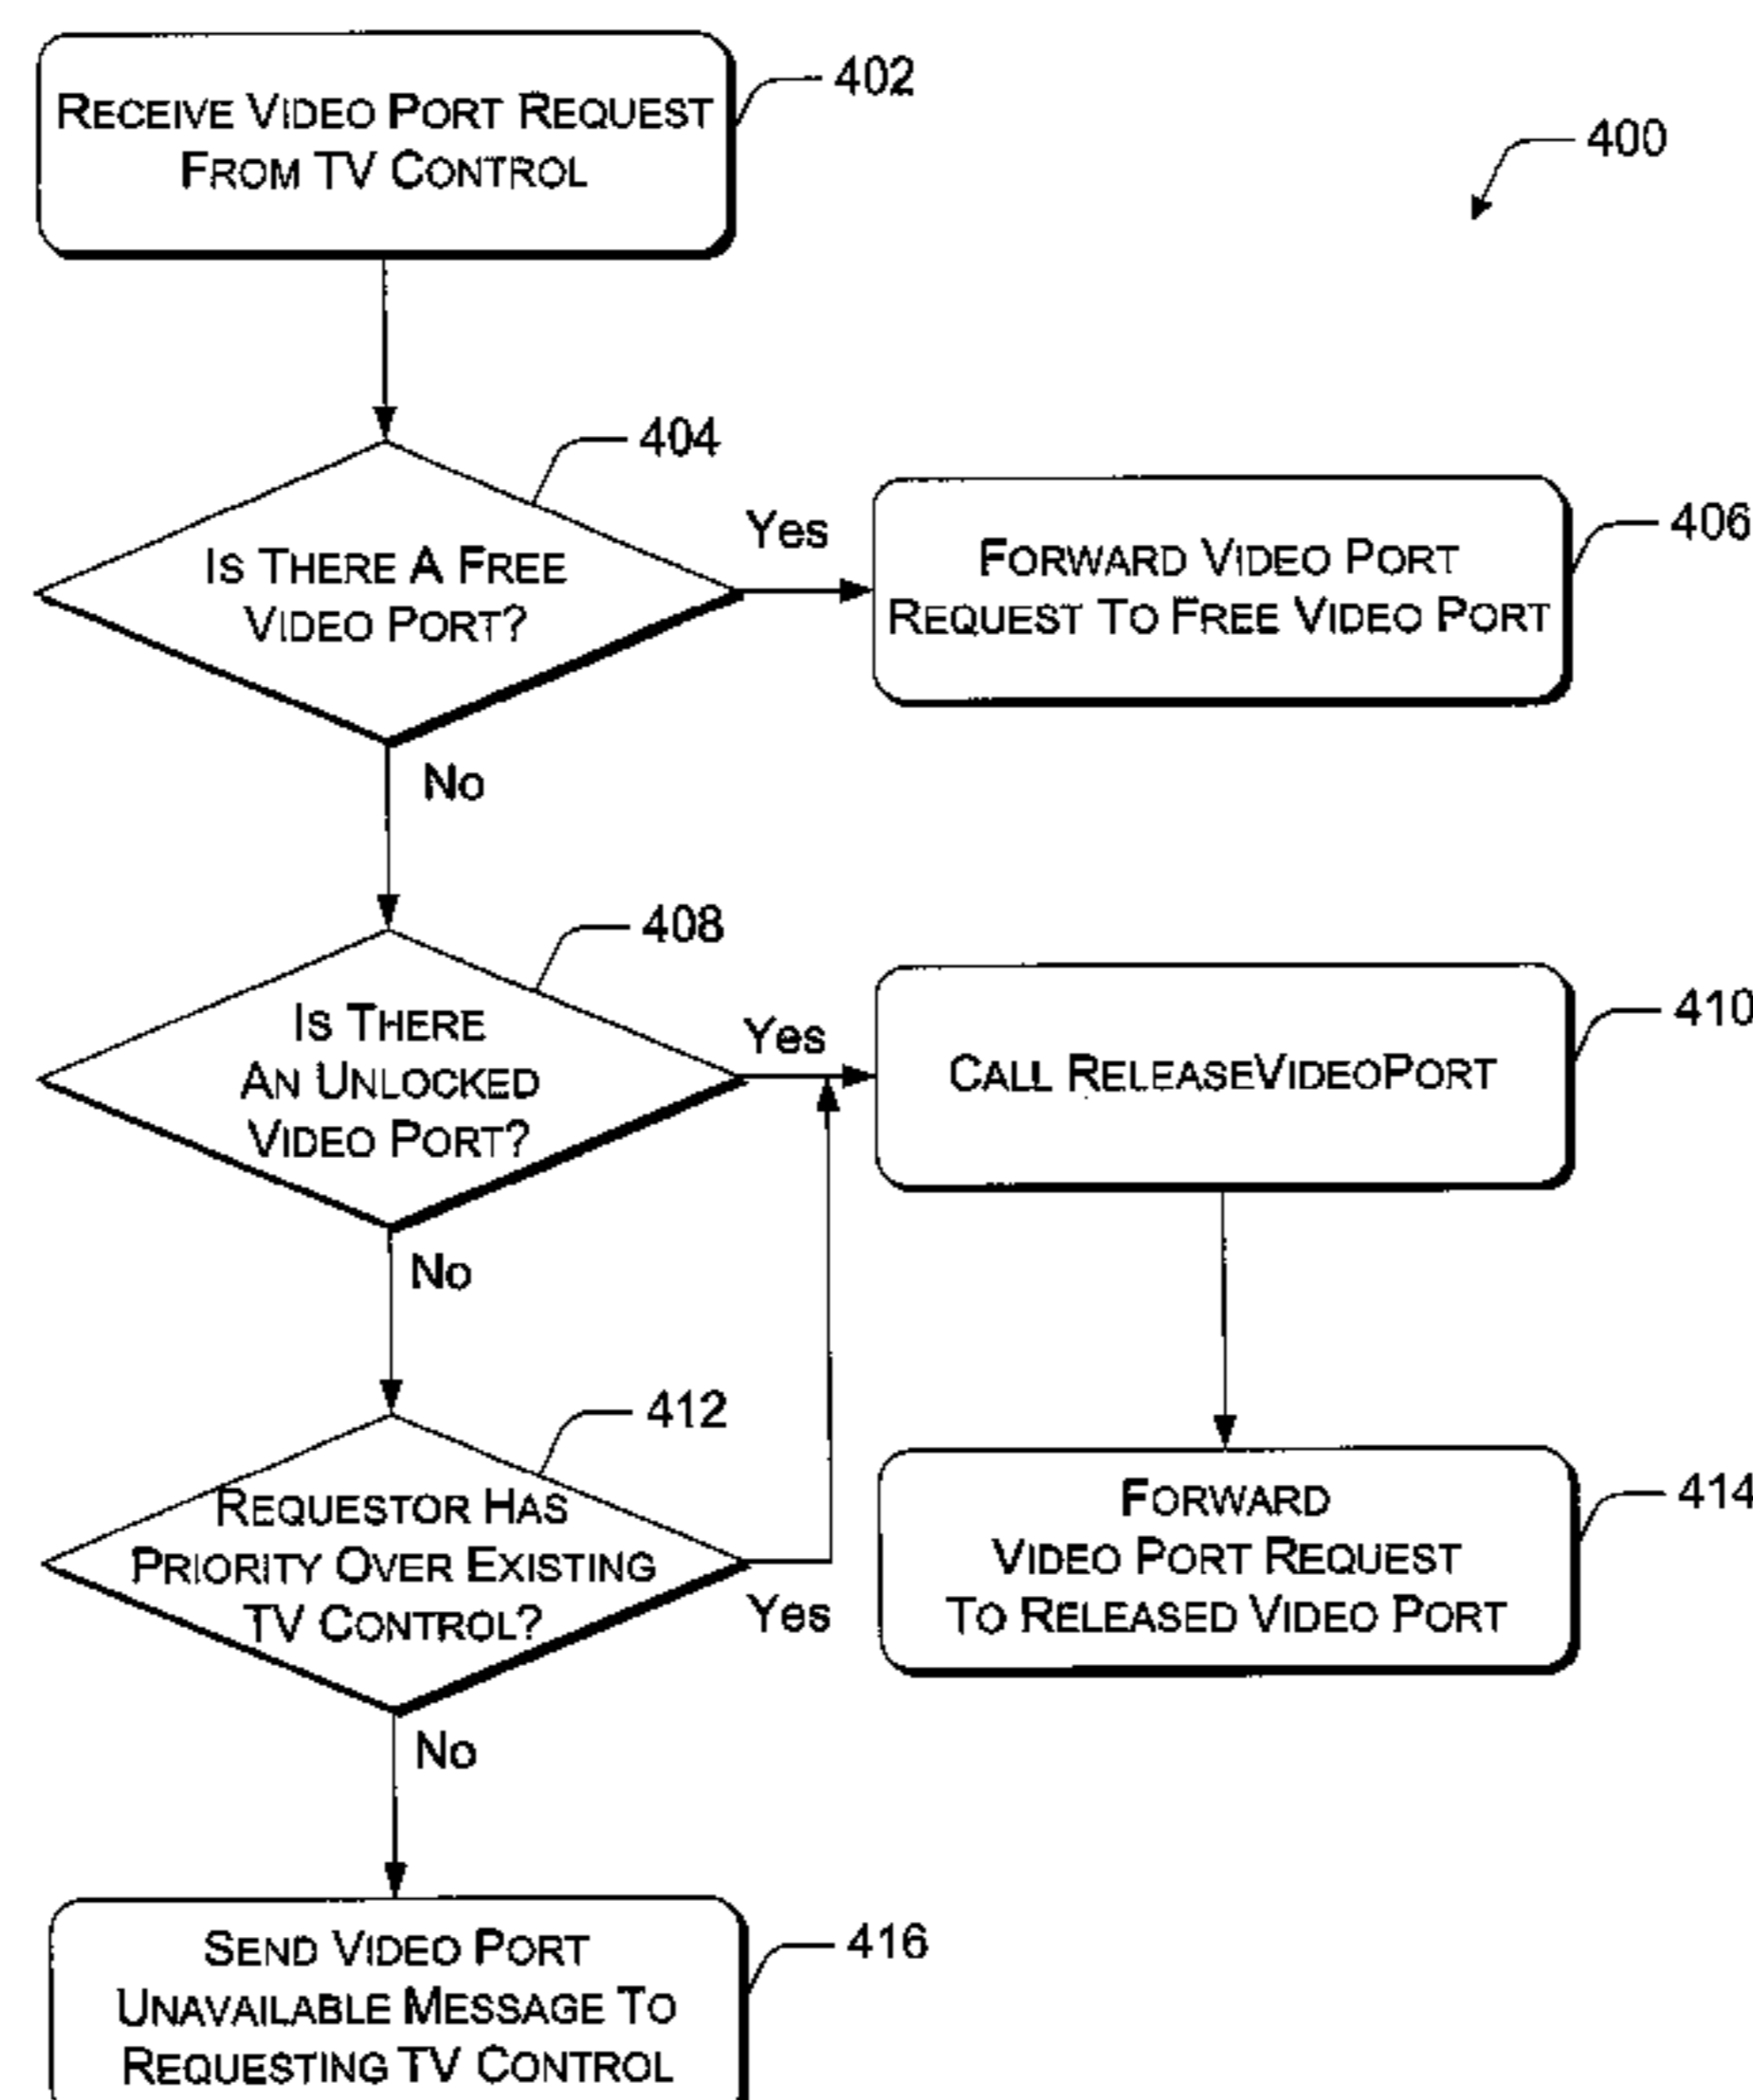 RECEIVE VIDEO PORT REQUEST
FROM TV CONTROL
402
400
404
IS THERE A FREE
VIDEO PORT?
Yes
FORWARD VIDEO PORT
REQUEST TO FREE VIDEO PORT
406
No
408
IS THERE
AN UNLOCKED
VIDEO PORT?
Yes
CALL RELEASEVIDEOPORT
410
No
412
REQUESTOR HAS
PRIORITY OVER EXISTING
TV CONTROL?
Yes
FORWARD
VIDEO PORT REQUEST
TO RELEASED VIDEO PORT
414
No
SEND VIDEO PORT
UNAVAILABLE MESSAGE TO
REQUESTING TV CONTROL
416